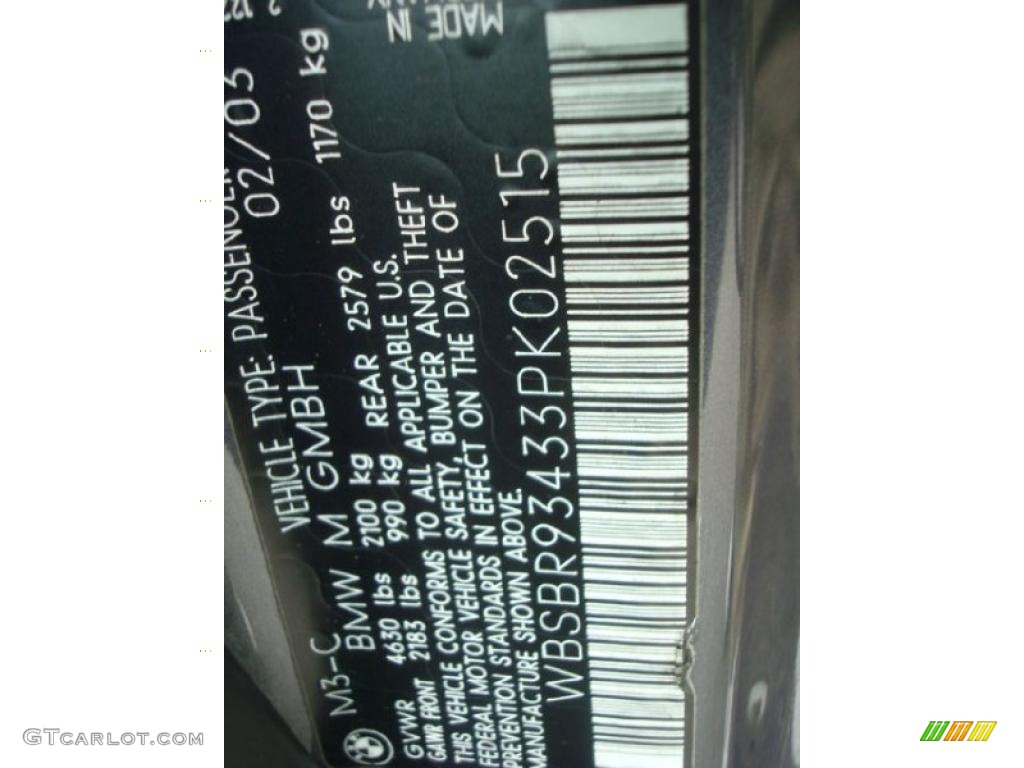 MADE IN
M3-C VEHICLE TYPE: PASSENGER
BMW M GMBH 02/03
GVWR 4630 lbs 2100 kg
GAWR FRONT 2183 lbs 990 kg REAR 2579 lbs 1170 kg
THIS VEHICLE CONFORMS TO ALL APPLICABLE U.S.
FEDERAL MOTOR VEHICLE SAFETY, BUMPER AND THEFT
PREVENTION STANDARDS IN EFFECT ON THE DATE OF
MANUFACTURE SHOWN ABOVE.
WBSBR93433PK02515
GTCarLot.com